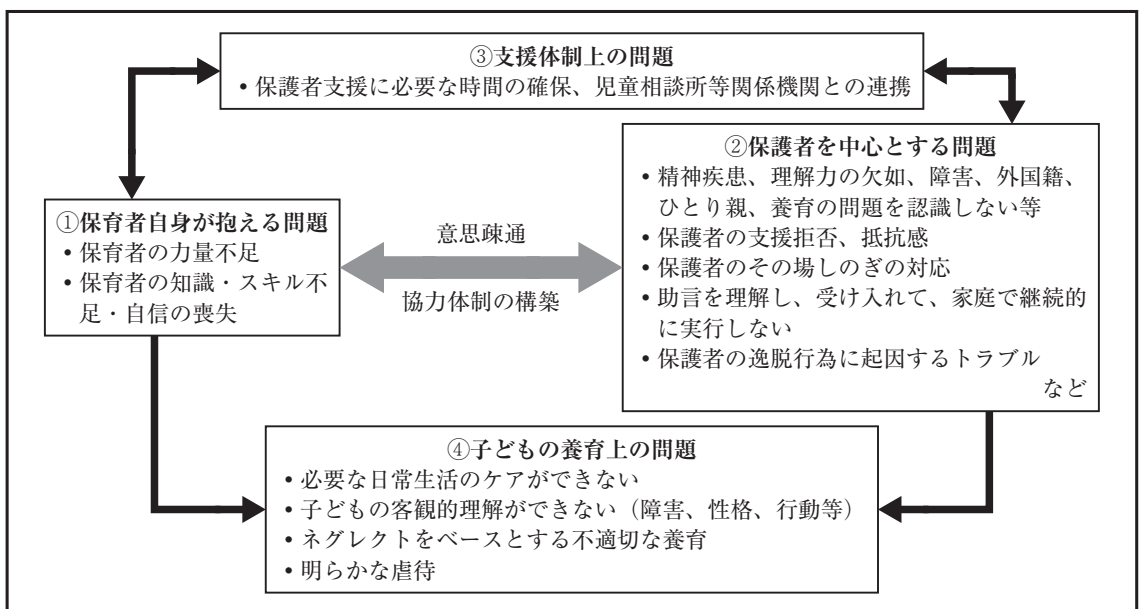 ③支援体制上の問題
• 保護者支援に必要な時間の確保、児童相談所等関係機関との連携
②保護者を中心とする問題
• 精神疾患、理解力の欠如、障害、外国籍、
ひとり親、養育の問題を認識しない等
• 保護者の支援拒否、抵抗感
• 保護者のその場しのぎの対応
• 助言を理解し、受け入れて、家庭で継続的
に実行しない
• 保護者の逸脱行為に起因するトラブル
など
①保育者自身が抱える問題
• 保育者の力量不足
• 保育者の知識・スキル不
足・自信の喪失
意思疎通
協力体制の構築
④子どもの養育上の問題
• 必要な日常生活のケアができない
• 子どもの客観的理解ができない（障害、性格、行動等）
• ネグレクトをベースとする不適切な養育
• 明らかな虐待